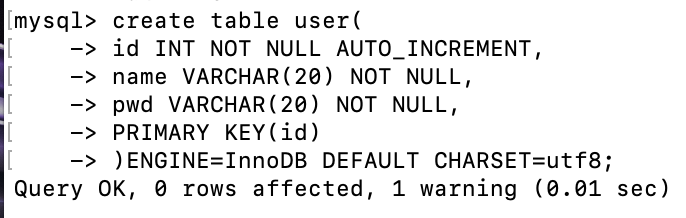 [mysql> create table user(
[    -> id INT NOT NULL AUTO_INCREMENT,
[    -> name VARCHAR(20) NOT NULL,
[    -> pwd VARCHAR(20) NOT NULL,
[    -> PRIMARY KEY(id)
[    -> )ENGINE=InnoDB DEFAULT CHARSET=utf8;
Query OK, 0 rows affected, 1 warning (0.01 sec)